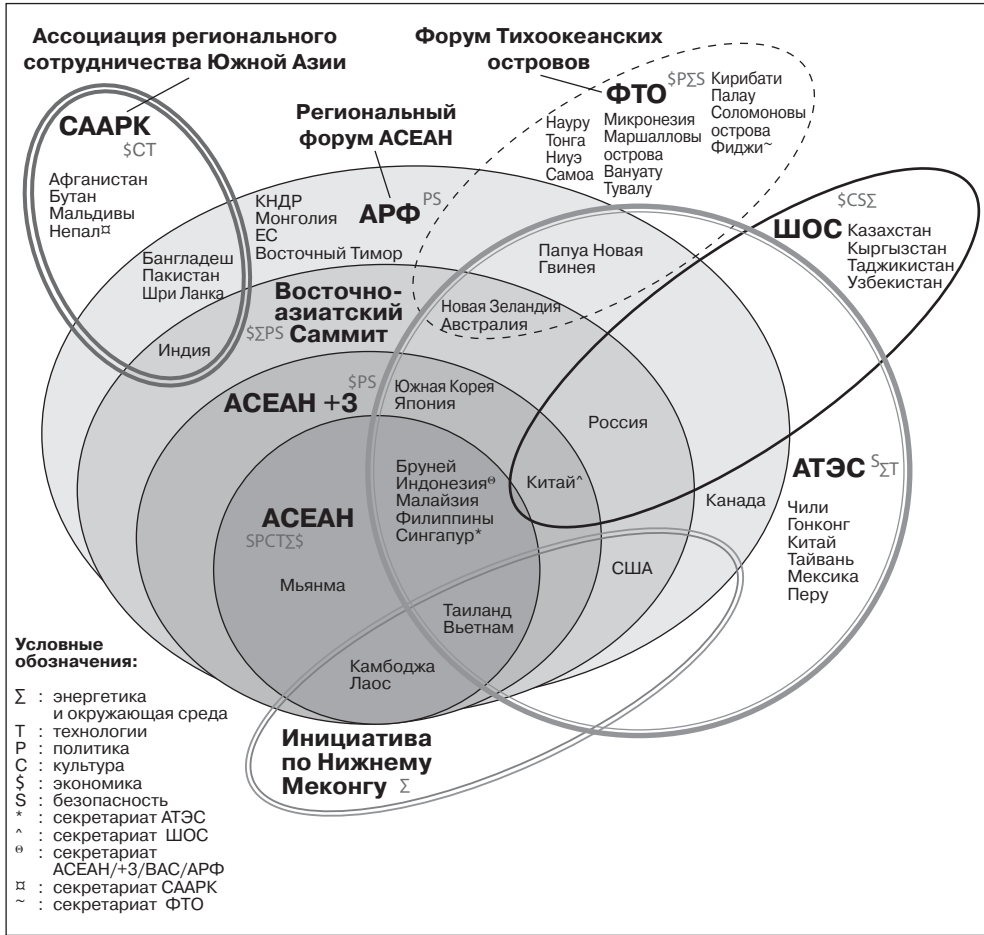 Ассоциация регионального
сотрудничества Южной Азии
СААРК
$CT
Афганистан
Бутан
Мальдивы
Непал¤
Бангладеш
Пакистан
Шри Ланка
Индия
Форум Тихоокеанских
островов
ФТО $PΣS
Науру
Тонга
Ниуэ
Самоа
Микронезия
Маршалловы
острова
Вануату
Тувалу
Кирибати
Палау
Соломоновы
острова
Фиджи~
Региональный
форум АСЕАН
АРФ PS
КНДР
Монголия
ЕС
Восточный Тимор
Папуа Новая
Гвинея
Новая Зеландия
Австралия
$CSΣ
ШОС
Казахстан
Кыргызстан
Таджикистан
Узбекистан
Восточно-
азиатский
$ΣPS Саммит
$PS
АСЕАН +3
Южная Корея
Япония
Россия
Китай^
АСЕАН
SPCTΣ$
Бруней
Индонезия⊖
Малайзия
Филиппины
Сингапур*
Мьянма
Таиланд
Вьетнам
Камбоджа
Лаос
США
Канада
АТЭС SΣT
Чили
Гонконг
Китай
Тайвань
Мексика
Перу
Инициатива
по Нижнему
Меконгу Σ
Условные
обозначения:
Σ : энергетика
и окружающая среда
T : технологии
P : политика
C : культура
$ : экономика
S : безопасность
* : секретариат АТЭС
^ : секретариат ШОС
⊖ : секретариат
АСЕАН/+3/ВАС/АРФ
¤ : секретариат СААРК
~ : секретариат ФТО